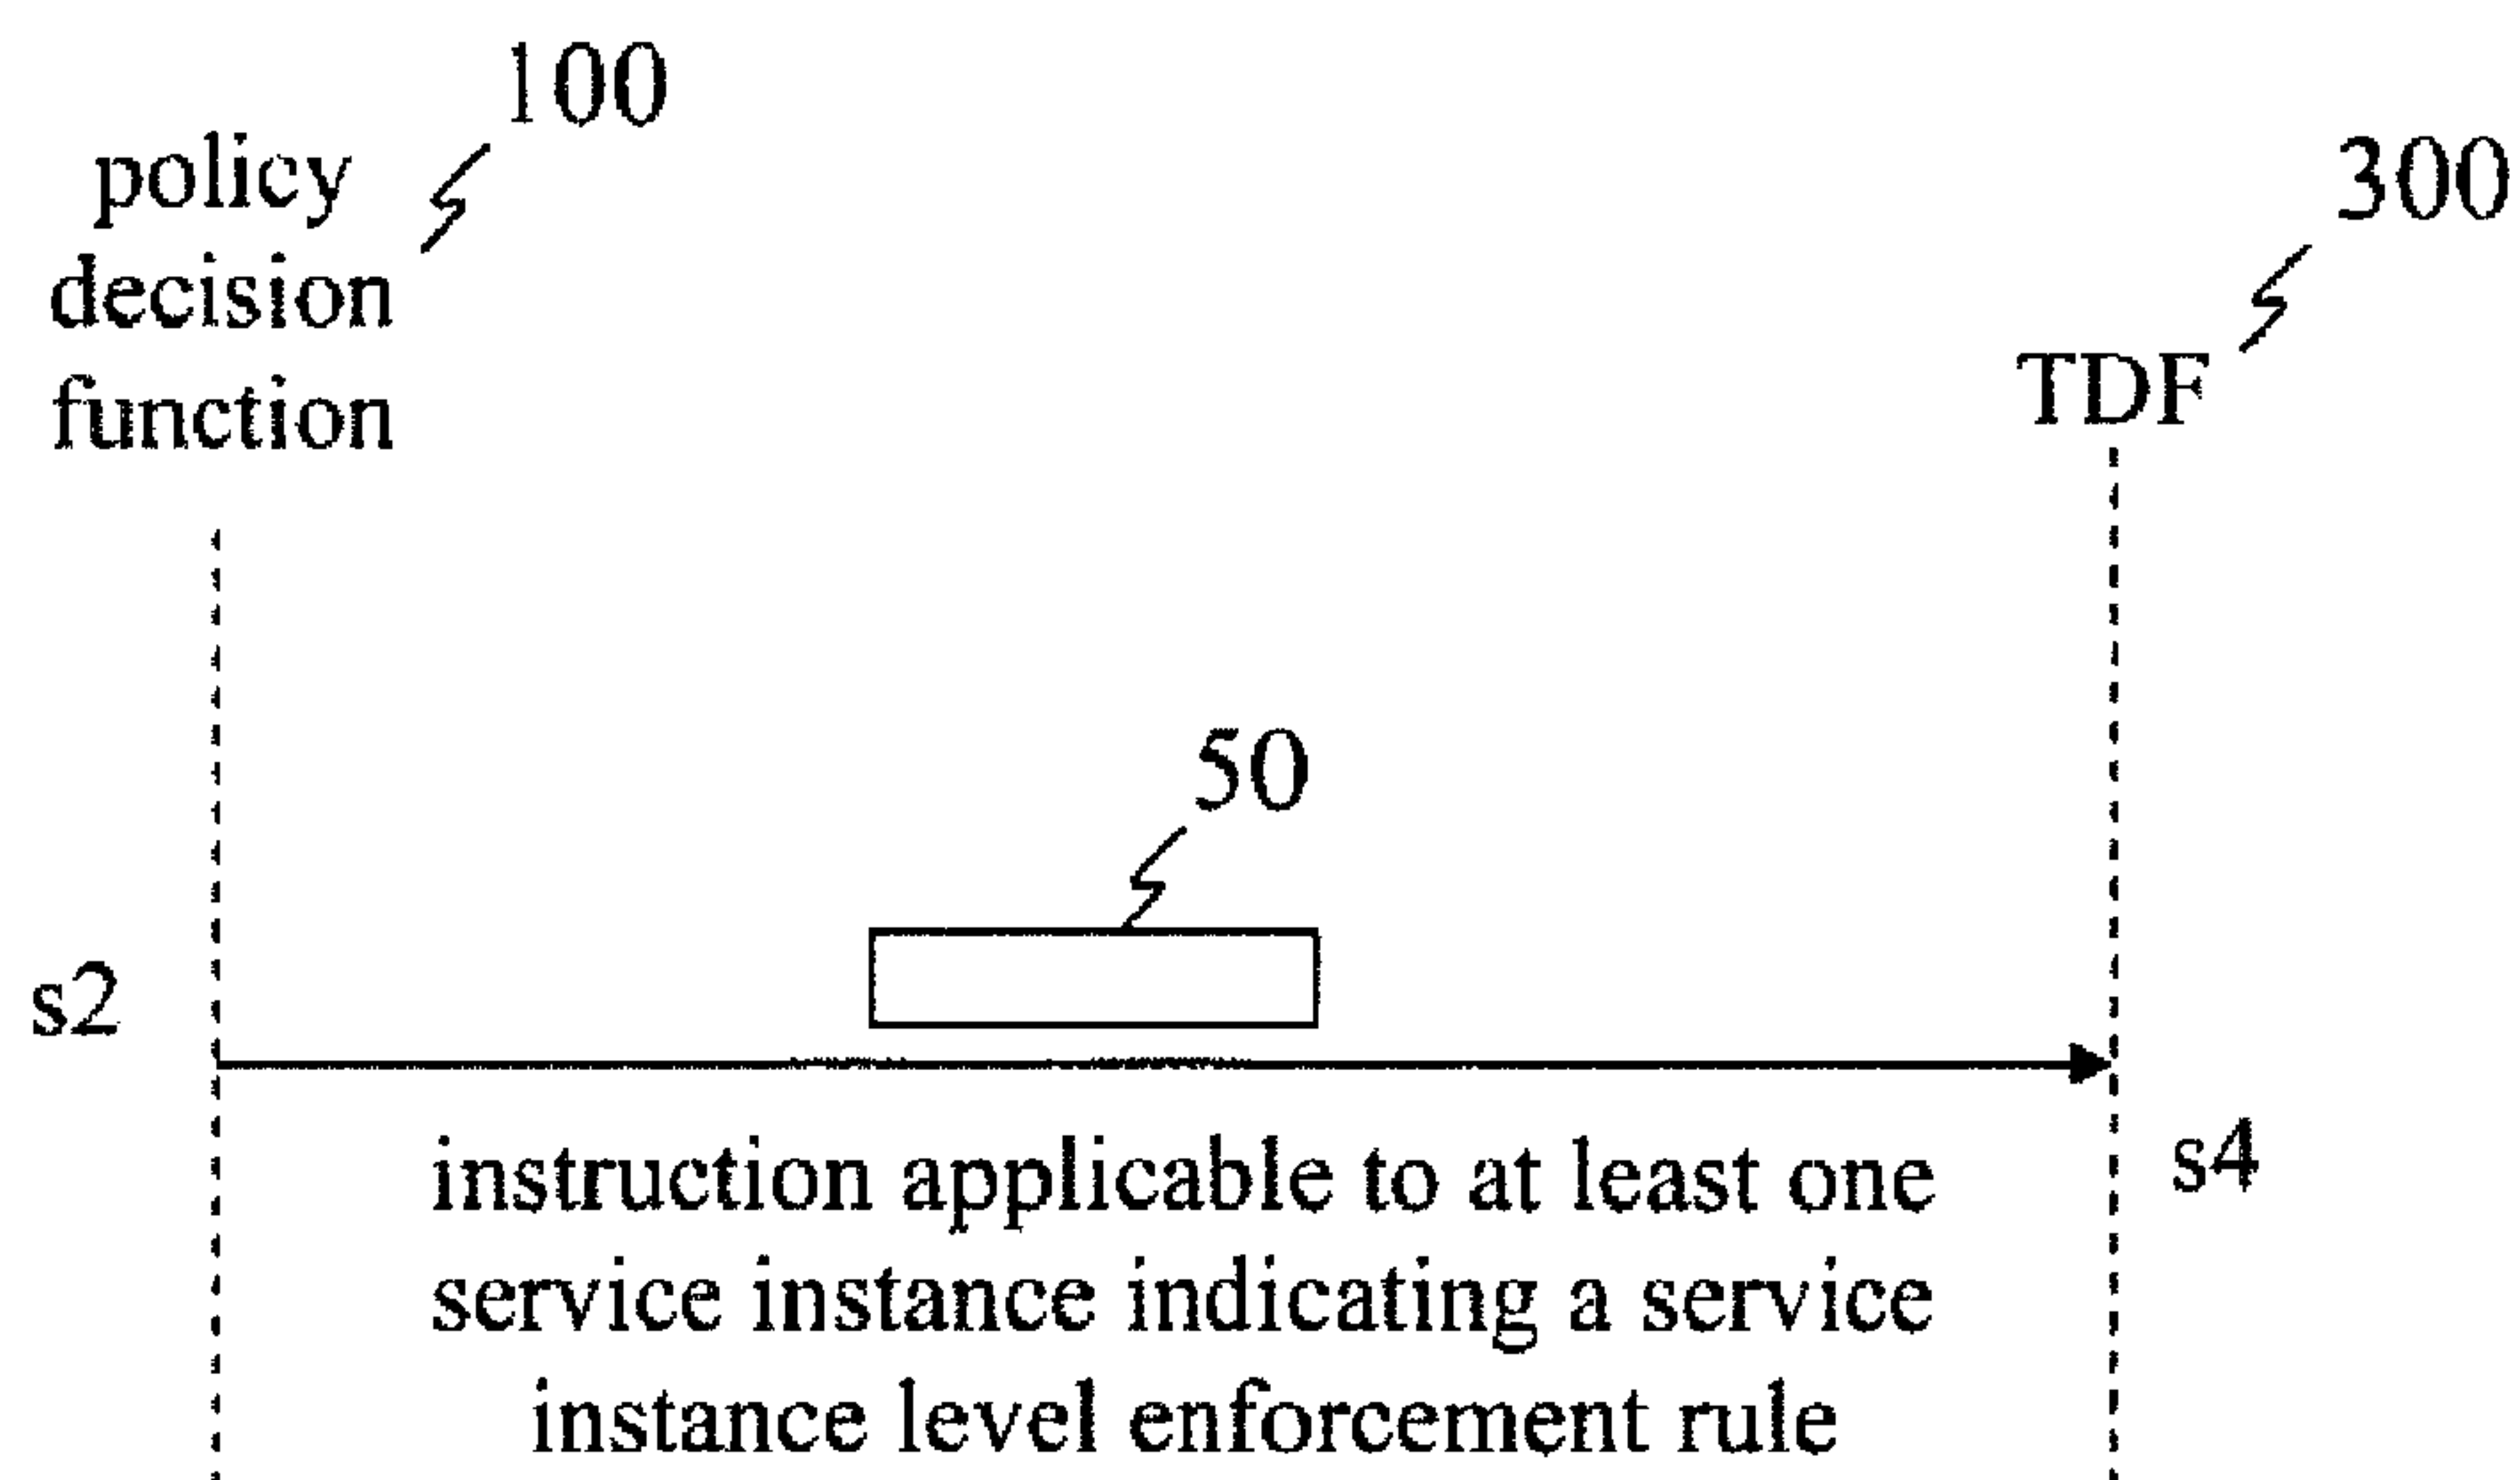 100
policy
decision
function
300
TDF
50
s2
instruction applicable to at least one
service instance indicating a service
instance level enforcement rule
s4